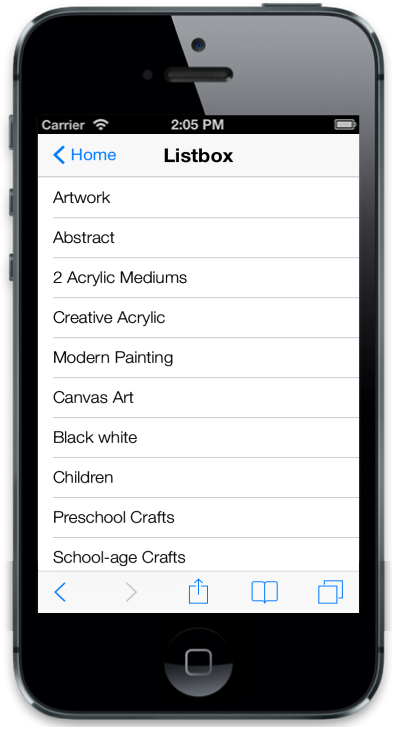 Carrier 2:05 PM
Home Listbox
Artwork
Abstract
2 Acrylic Mediums
Creative Acrylic
Modern Painting
Canvas Art
Black white
Children
Preschool Crafts
School-age Crafts